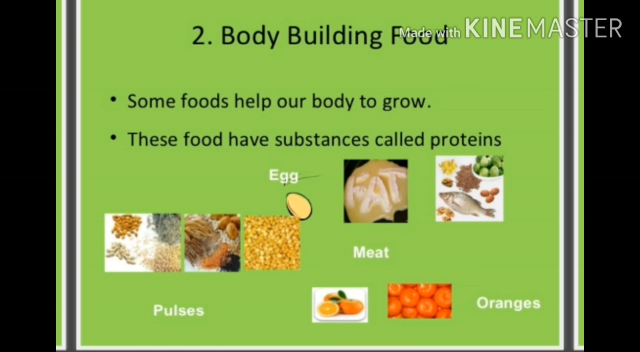 2. Body Building Food
Made with KINEMASTER
• Some foods help our body to grow.
• These food have substances called proteins
Egg
FAT
Meat
Pulses
Oranges